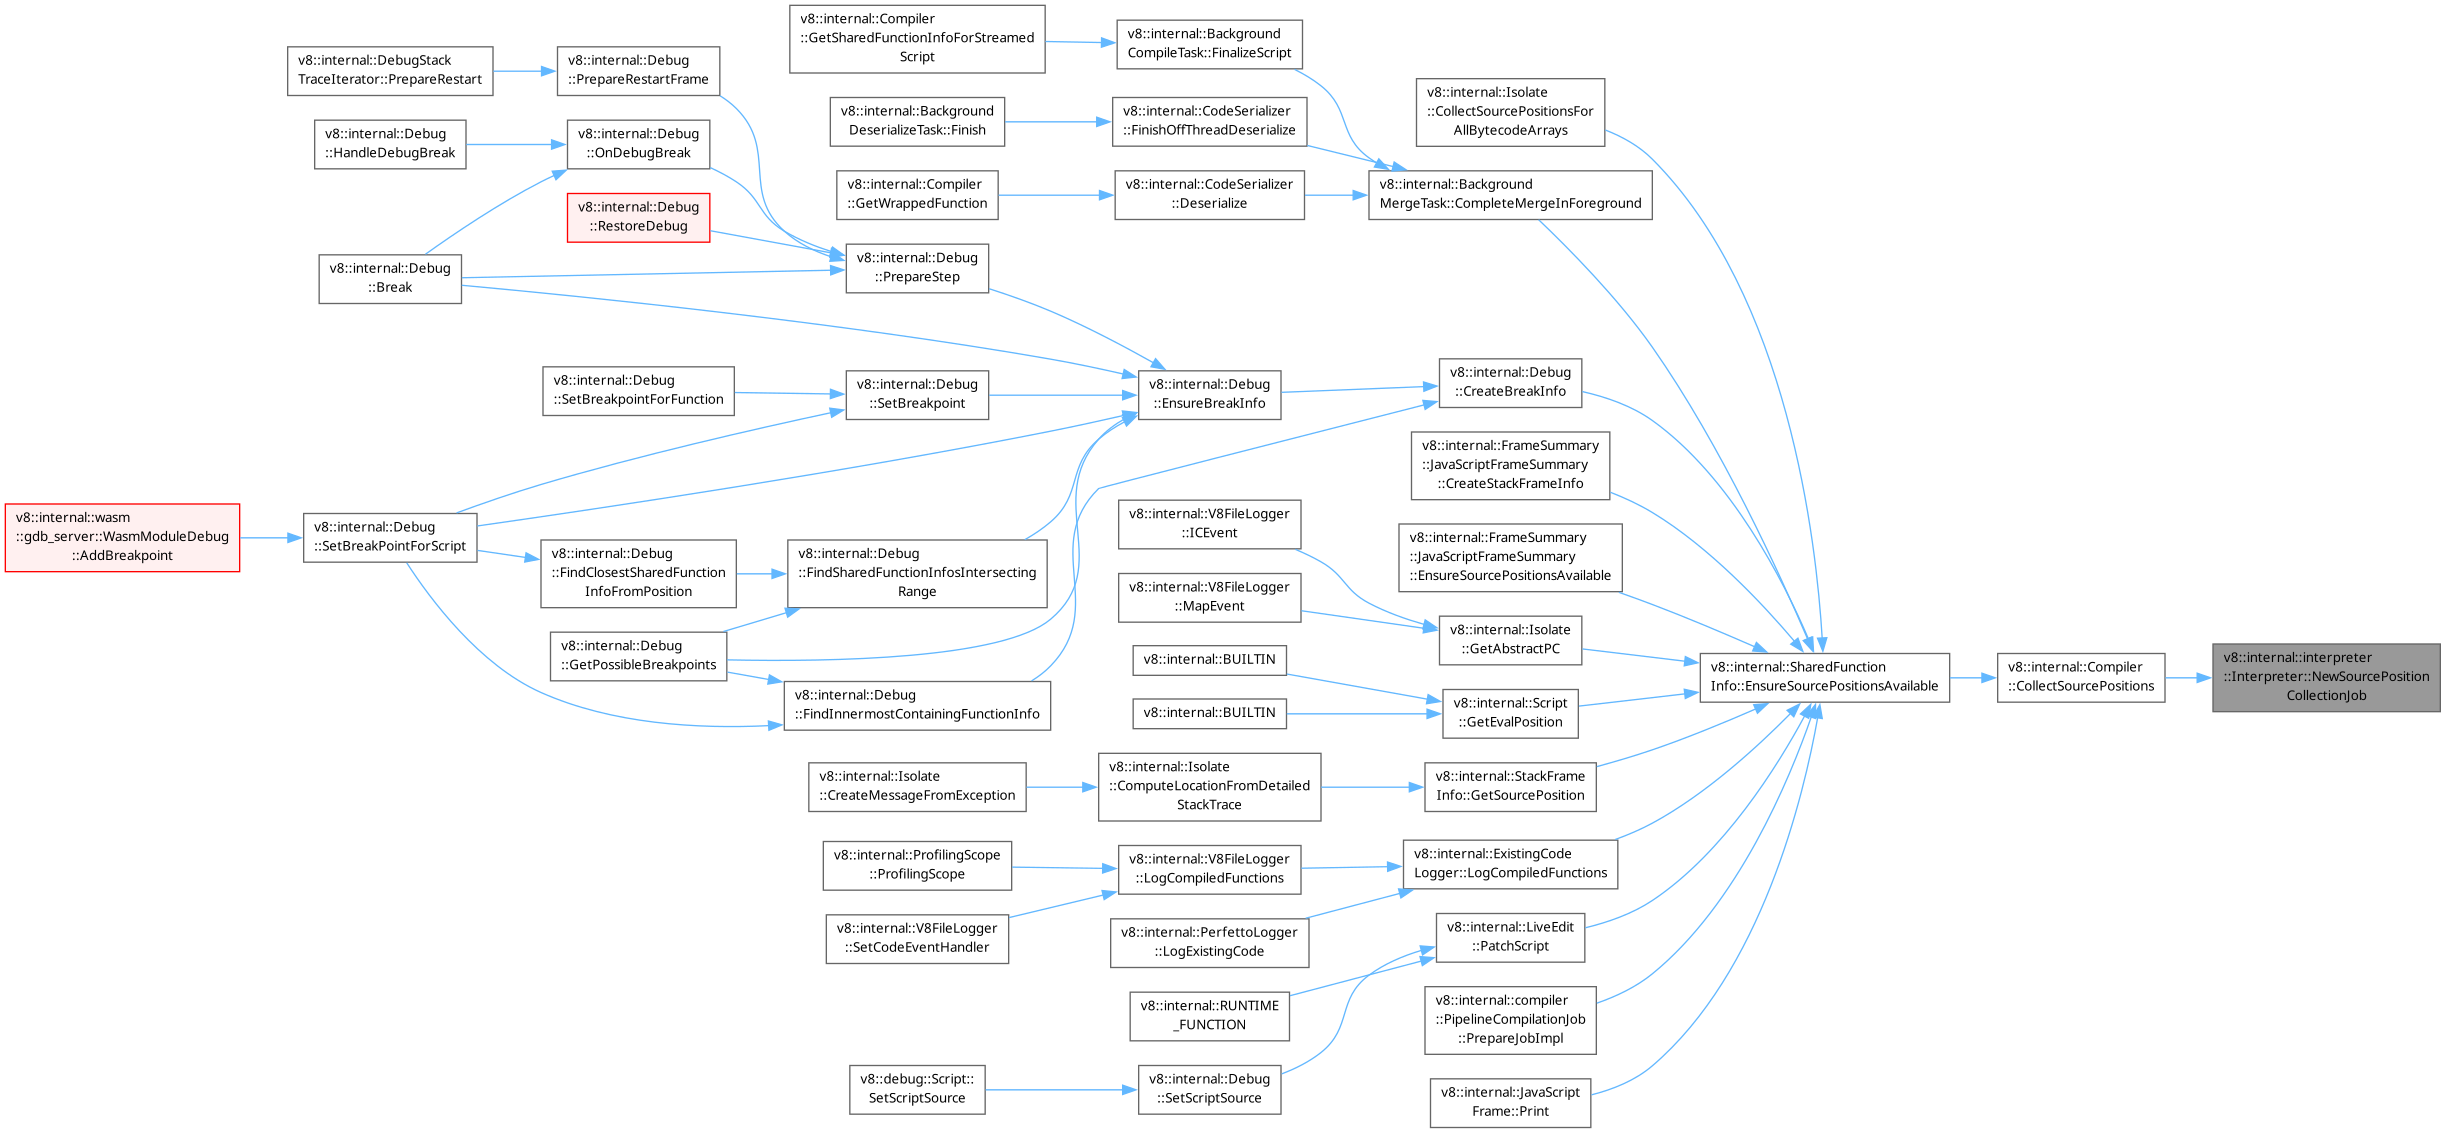 v8::internal::Compiler
::GetSharedFunctionInfoForStreamed
Script
v8::internal::Background
CompileTask::FinalizeScript
v8::internal::DebugStack
TraceIterator::PrepareRestart
v8::internal::Debug
::PrepareRestartFrame
v8::internal::Isolate
::CollectSourcePositionsFor
AllBytecodeArrays
v8::internal::Background
DeserializeTask::Finish
v8::internal::CodeSerializer
::FinishOffThreadDeserialize
v8::internal::Debug
::HandleDebugBreak
v8::internal::Debug
::OnDebugBreak
v8::internal::Compiler
::GetWrappedFunction
v8::internal::CodeSerializer
::Deserialize
v8::internal::Background
MergeTask::CompleteMergeInForeground
v8::internal::Debug
::RestoreDebug
v8::internal::Debug
::Break
v8::internal::Debug
::PrepareStep
v8::internal::Debug
::SetBreakpointForFunction
v8::internal::Debug
::SetBreakpoint
v8::internal::Debug
::EnsureBreakInfo
v8::internal::Debug
::CreateBreakInfo
v8::internal::FrameSummary
::JavaScriptFrameSummary
::CreateStackFrameInfo
v8::internal::wasm
::gdb_server::WasmModuleDebug
::AddBreakpoint
v8::internal::Debug
::SetBreakPointForScript
v8::internal::Debug
::FindClosestSharedFunction
InfoFromPosition
v8::internal::Debug
::FindSharedFunctionInfosIntersecting
Range
v8::internal::V8FileLogger
::ICEvent
v8::internal::FrameSummary
::JavaScriptFrameSummary
::EnsureSourcePositionsAvailable
v8::internal::V8FileLogger
::MapEvent
v8::internal::Debug
::GetPossibleBreakpoints
v8::internal::Isolate
::GetAbstractPC
v8::internal::BUILTIN
v8::internal::SharedFunction
Info::EnsureSourcePositionsAvailable
v8::internal::Compiler
::CollectSourcePositions
v8::internal::interpreter
::Interpreter::NewSourcePosition
CollectionJob
v8::internal::Debug
::FindInnermostContainingFunctionInfo
v8::internal::BUILTIN
v8::internal::Script
::GetEvalPosition
v8::internal::Isolate
::CreateMessageFromException
v8::internal::Isolate
::ComputeLocationFromDetailed
StackTrace
v8::internal::StackFrame
Info::GetSourcePosition
v8::internal::ProfilingScope
::ProfilingScope
v8::internal::V8FileLogger
::LogCompiledFunctions
v8::internal::ExistingCode
Logger::LogCompiledFunctions
v8::internal::V8FileLogger
::SetCodeEventHandler
v8::internal::PerfettoLogger
::LogExistingCode
v8::internal::LiveEdit
::PatchScript
v8::internal::RUNTIME
_FUNCTION
v8::internal::compiler
::PipelineCompilationJob
::PrepareJobImpl
v8::debug::Script::
SetScriptSource
v8::internal::Debug
::SetScriptSource
v8::internal::JavaScript
Frame::Print